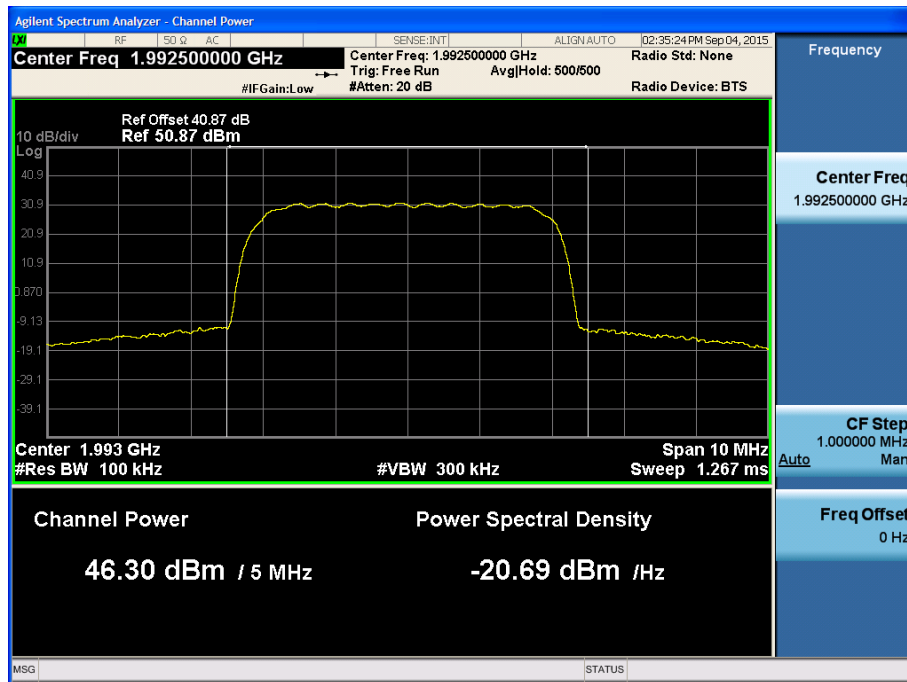 Agilent Spectrum Analyzer - Channel Power
LXI RF 50 Ω AC SENSE:INT ALIGN AUTO 02:35:24 PM Sep 04, 2015
Center Freq 1.992500000 GHz
Center Freq: 1.992500000 GHz Radio Std: None
Trig: Free Run Avg|Hold: 500/500
#IFGain:Low #Atten: 20 dB Radio Device: BTS
Ref Offset 40.87 dB
10 dB/div Ref 50.87 dBm
Log
40.9
30.9
20.9
10.9
0.870
-9.13
-19.1
-29.1
-39.1
Center 1.993 GHz Span 10 MHz
#Res BW 100 kHz #VBW 300 kHz Sweep 1.267 ms
Channel Power Power Spectral Density
46.30 dBm / 5 MHz -20.69 dBm /Hz
Frequency
Center Freq
1.992500000 GHz
CF Step
1.000000 MHz
Auto Man
Freq Offset
0 Hz
MSG STATUS